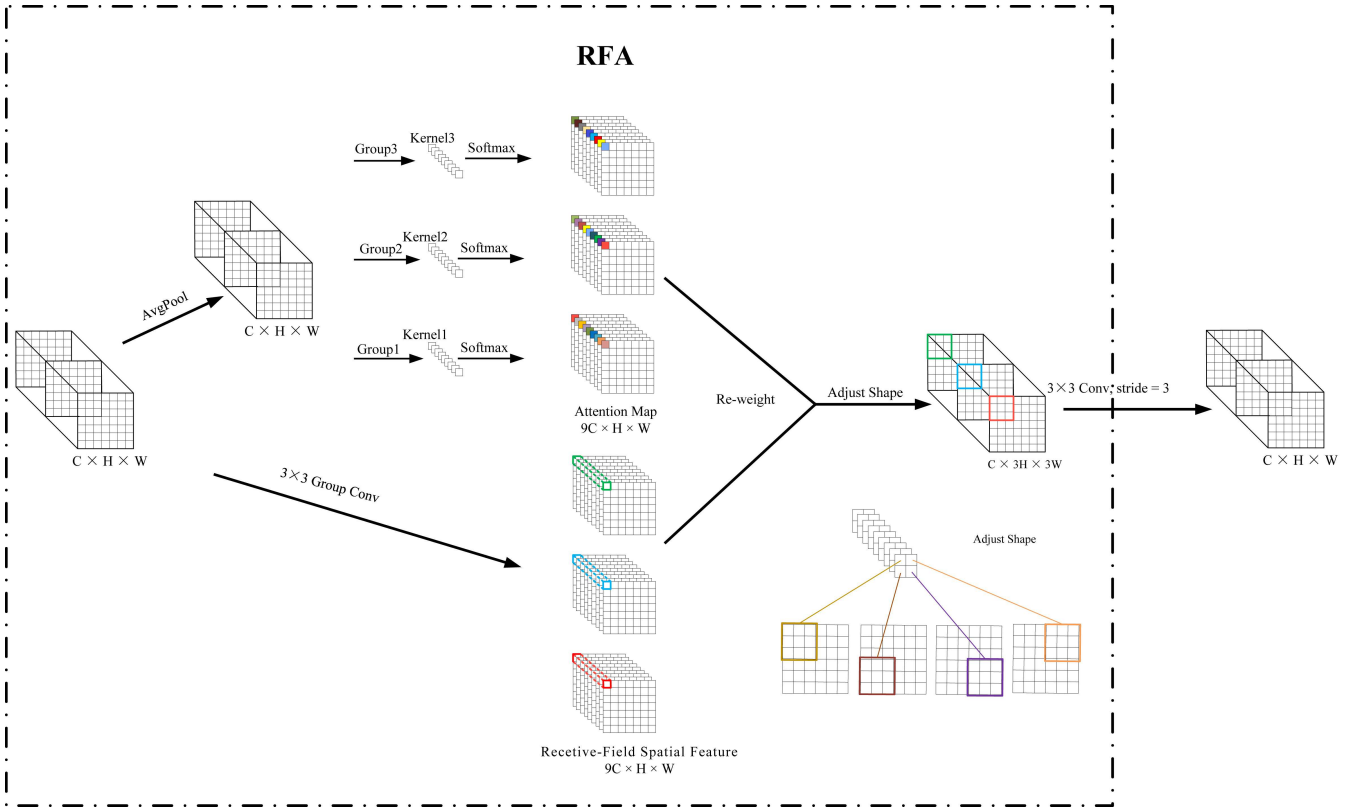 RFA
Group3
Kernel3
Softmax
Group2
Kernel2
Softmax
AvgPool
C × H × W
Group1
Kernel1
Softmax
Attention Map
9C × H × W
C × H × W
3×3 Group Conv
Re-weight
Adjust Shape
C × 3H × 3W
3×3 Conv, stride = 3
C × H × W
Adjust Shape
Recetive-Field Spatial Feature
9C × H × W